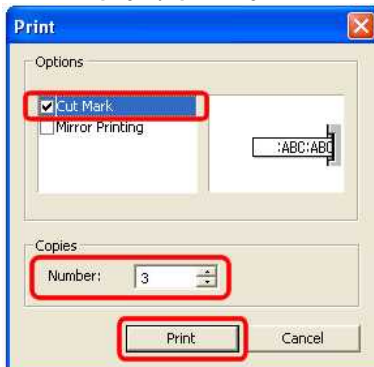 Print
Options
Cut Mark
Mirror Printing
:ABC:ABC
Copies
Number: 3
Print Cancel